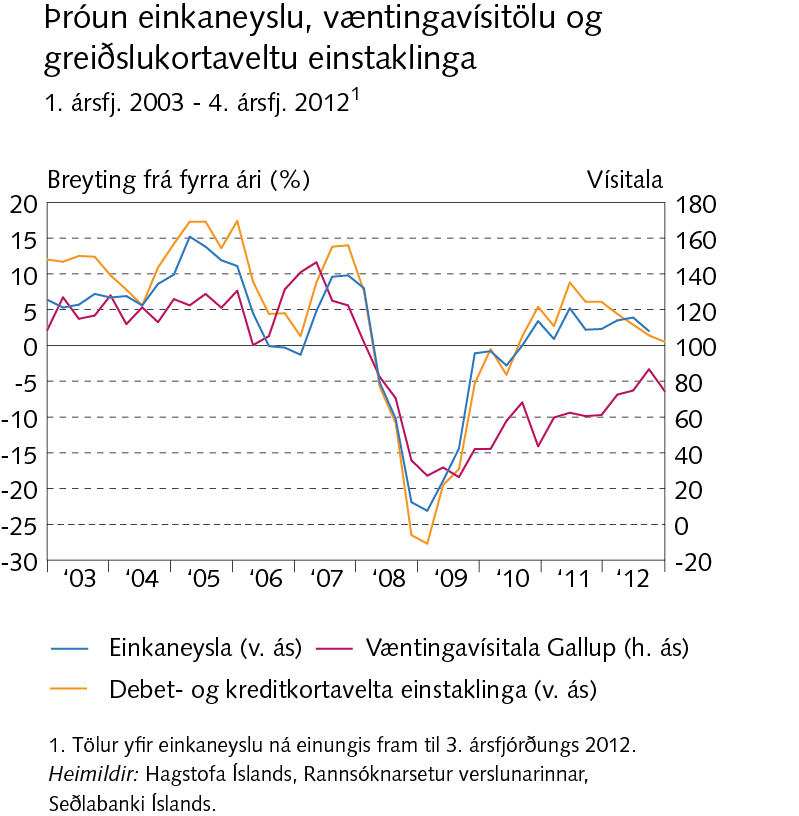 Þróun einkaneyslu, væntingavísitölu og
greiðslukortaveltu einstaklinga
1. ársfj. 2003 - 4. ársfj. 2012¹
Breyting frá fyrra ári (%) Vísitala
20 180
15 160
10 140
5 120
0 100
-5 80
-10 60
-15 40
-20 20
-25 0
-30 -20
‘03 ‘04 ‘05 ‘06 ‘07 ‘08 ‘09 ‘10 ‘11 ‘12
Einkaneysla (v. ás) Væntingavísitala Gallup (h. ás)
Debet- og kreditkortavelta einstaklinga (v. ás)
1. Tölur yfir einkaneyslu ná einungis fram til 3. ársfjórðungs 2012.
Heimildir: Hagstofa Íslands, Rannsóknarsetur verslunarinnar,
Seðlabanki Íslands.